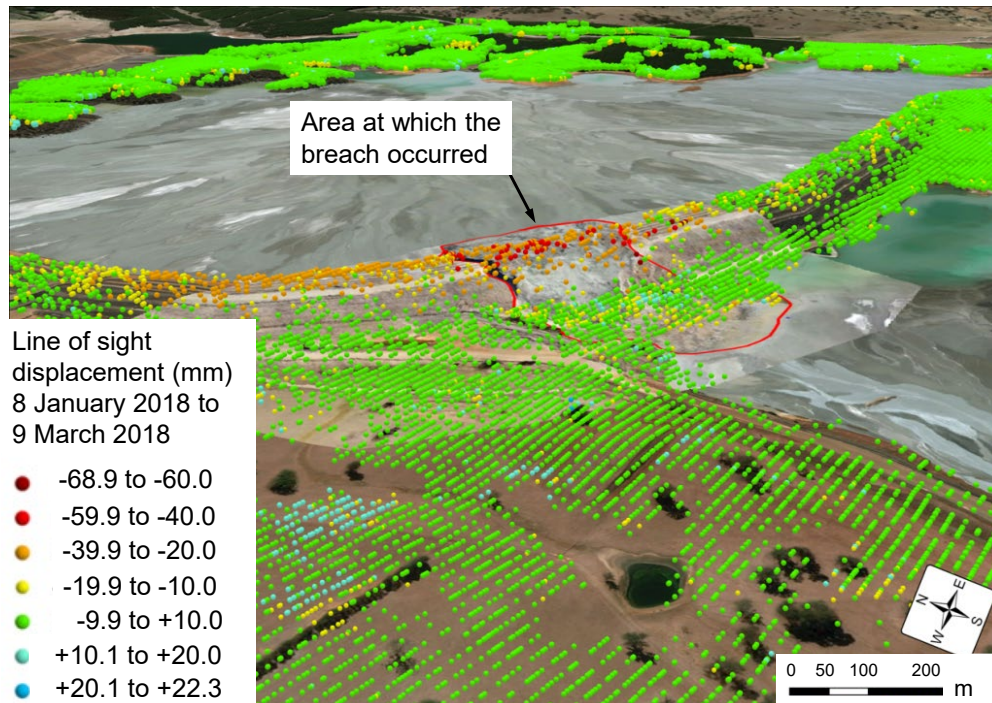 Area at which the
breach occurred
Line of sight
displacement (mm)
8 January 2018 to
9 March 2018
-68.9 to -60.0
-59.9 to -40.0
-39.9 to -20.0
-19.9 to -10.0
-9.9 to +10.0
+10.1 to +20.0
+20.1 to +22.3
N
E
W
S
0 50 100 200
m